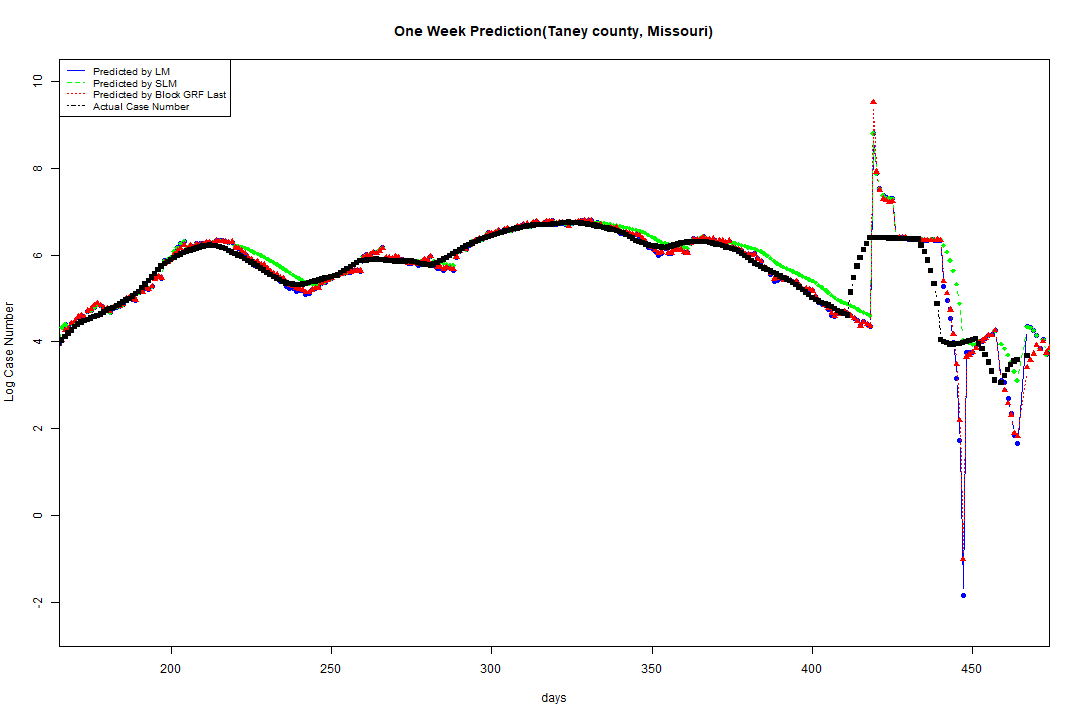 One Week Prediction(Taney county, Missouri)
Predicted by LM
Predicted by SLM
Predicted by Block GRF Last
Actual Case Number
Log Case Number
10
8
6
4
2
0
-2
200 250 300 350 400 450
days